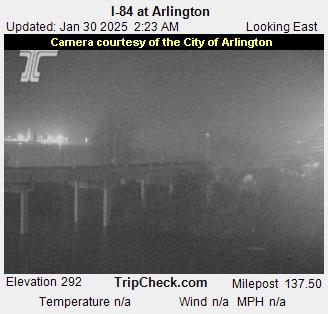 I-84 at Arlington
Updated: Jan 30 2025 2:23 AM Looking East
Camera courtesy of the City of Arlington
Elevation 292 TripCheck.com Milepost 137.50
Temperature n/a Wind n/a MPH n/a